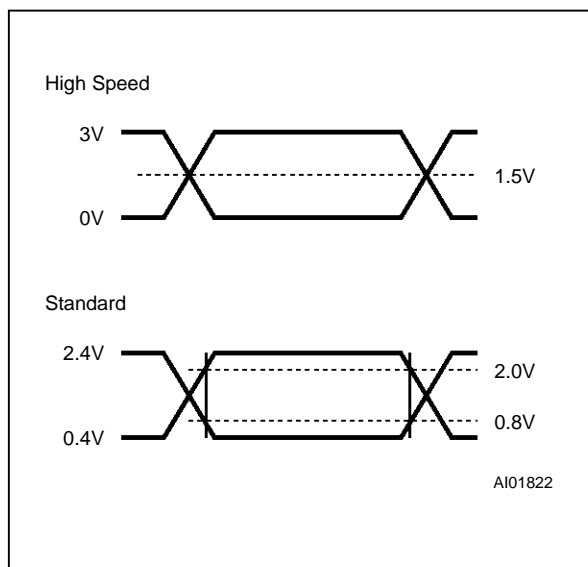 High Speed
3V
1.5V
0V
Standard
2.4V
2.0V
0.8V
0.4V
AI01822